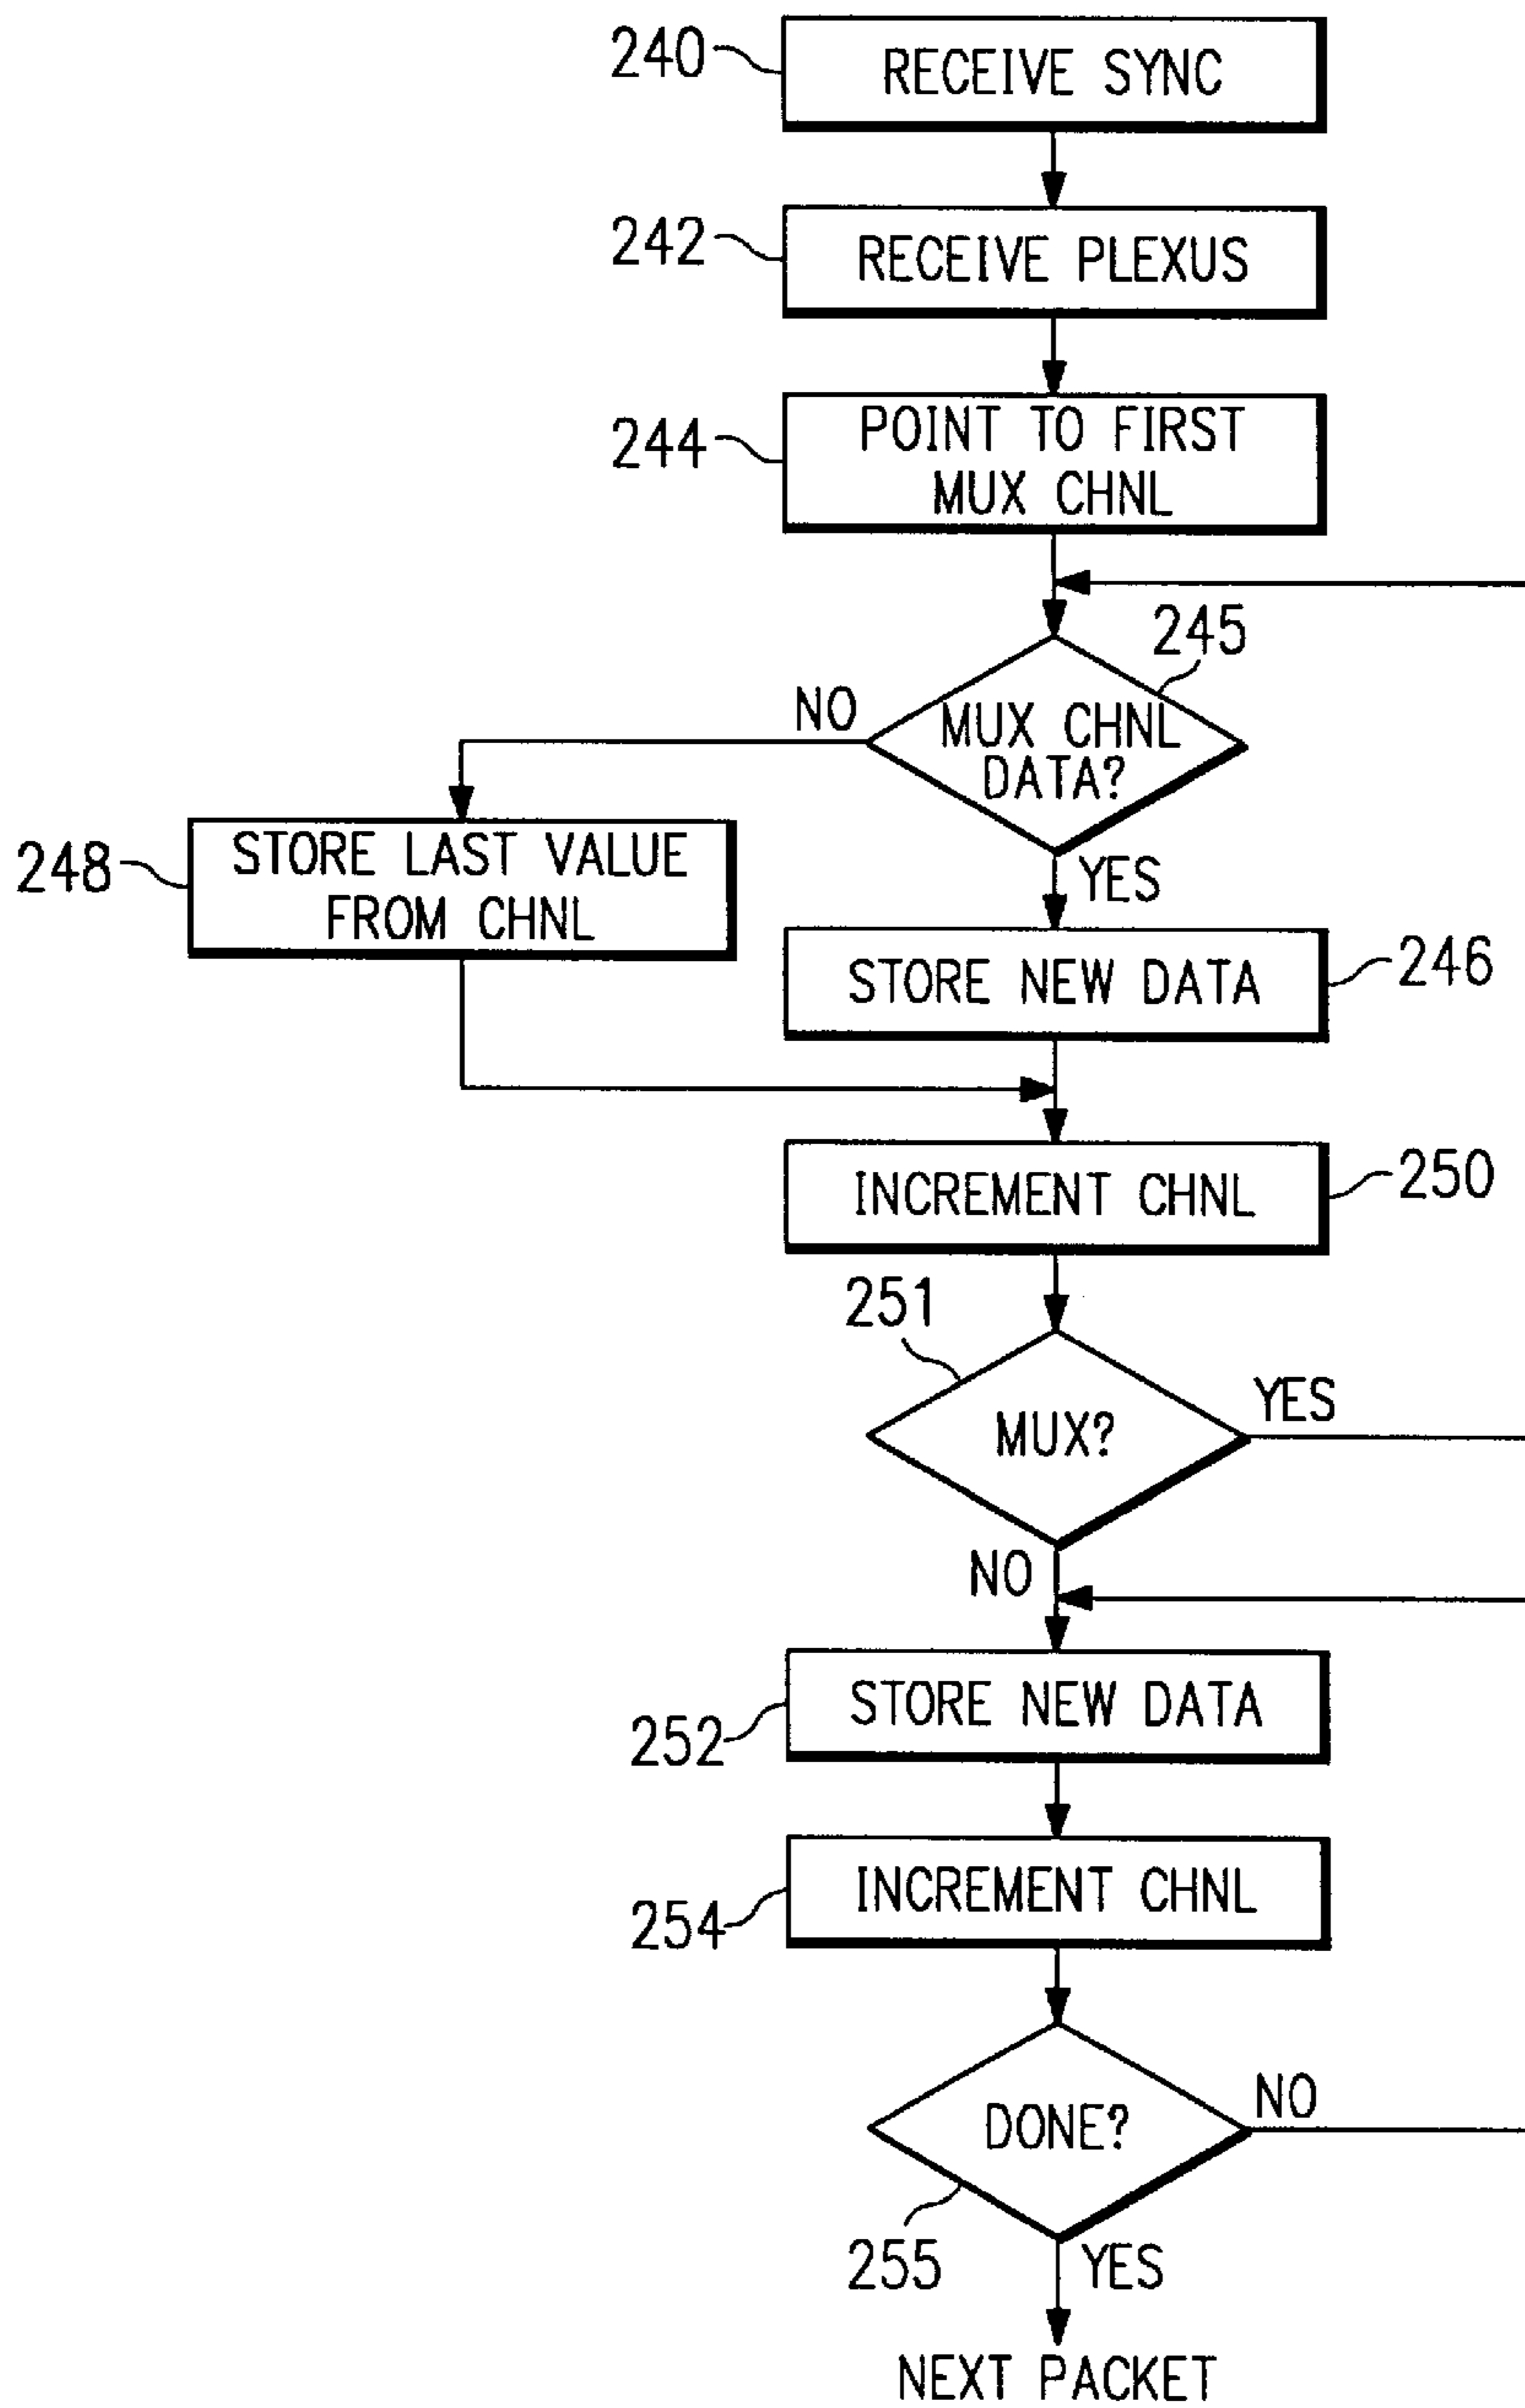 240
RECEIVE SYNC
242
RECEIVE PLEXUS
244
POINT TO FIRST
MUX CHNL
245
NO
MUX CHNL
DATA?
YES
248
STORE LAST VALUE
FROM CHNL
STORE NEW DATA
246
INCREMENT CHNL
250
251
MUX?
YES
NO
STORE NEW DATA
252
INCREMENT CHNL
254
DONE?
NO
255
YES
NEXT PACKET